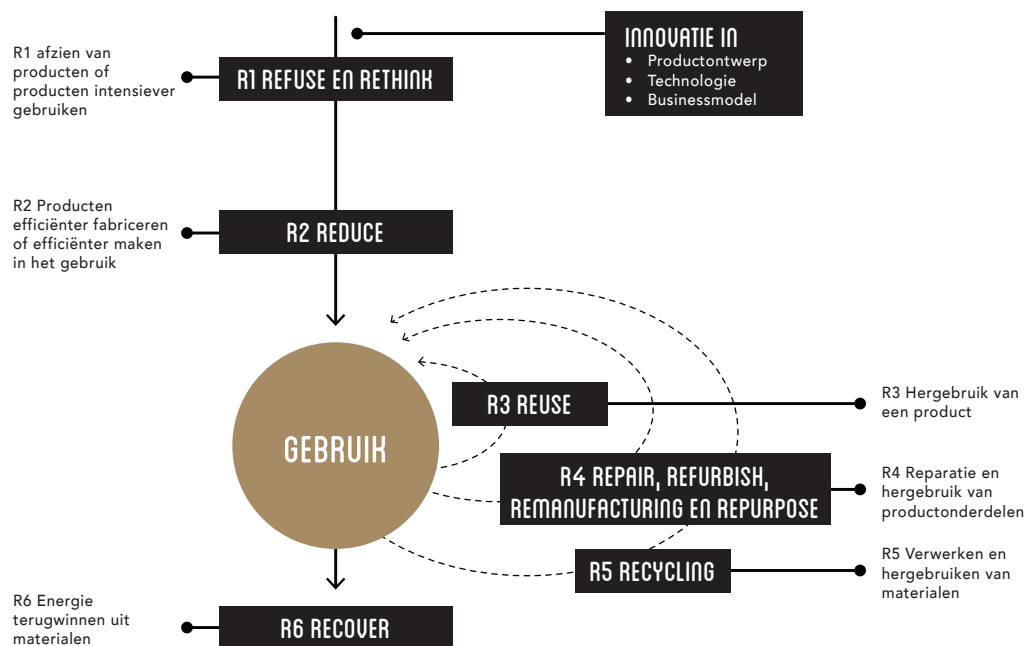 INNOVATIE IN
• Productontwerp
• Technologie
• Businessmodel
R1 afzien van
producten of
producten intensiever
gebruiken
R1 REFUSE EN RETHINK
R2 Producten
efficiënter fabriceren
of efficiënter maken
in het gebruik
R2 REDUCE
GEBRUIK
R3 REUSE
R3 Hergebruik van
een product
R4 REPAIR, REFURBISH,
REMANUFACTURING EN REPURPOSE
R4 Reparatie en
hergebruik van
productonderdelen
R5 RECYCLING
R5 Verwerken en
hergebruiken van
materialen
R6 Energie
terugwinnen uit
materialen
R6 RECOVER